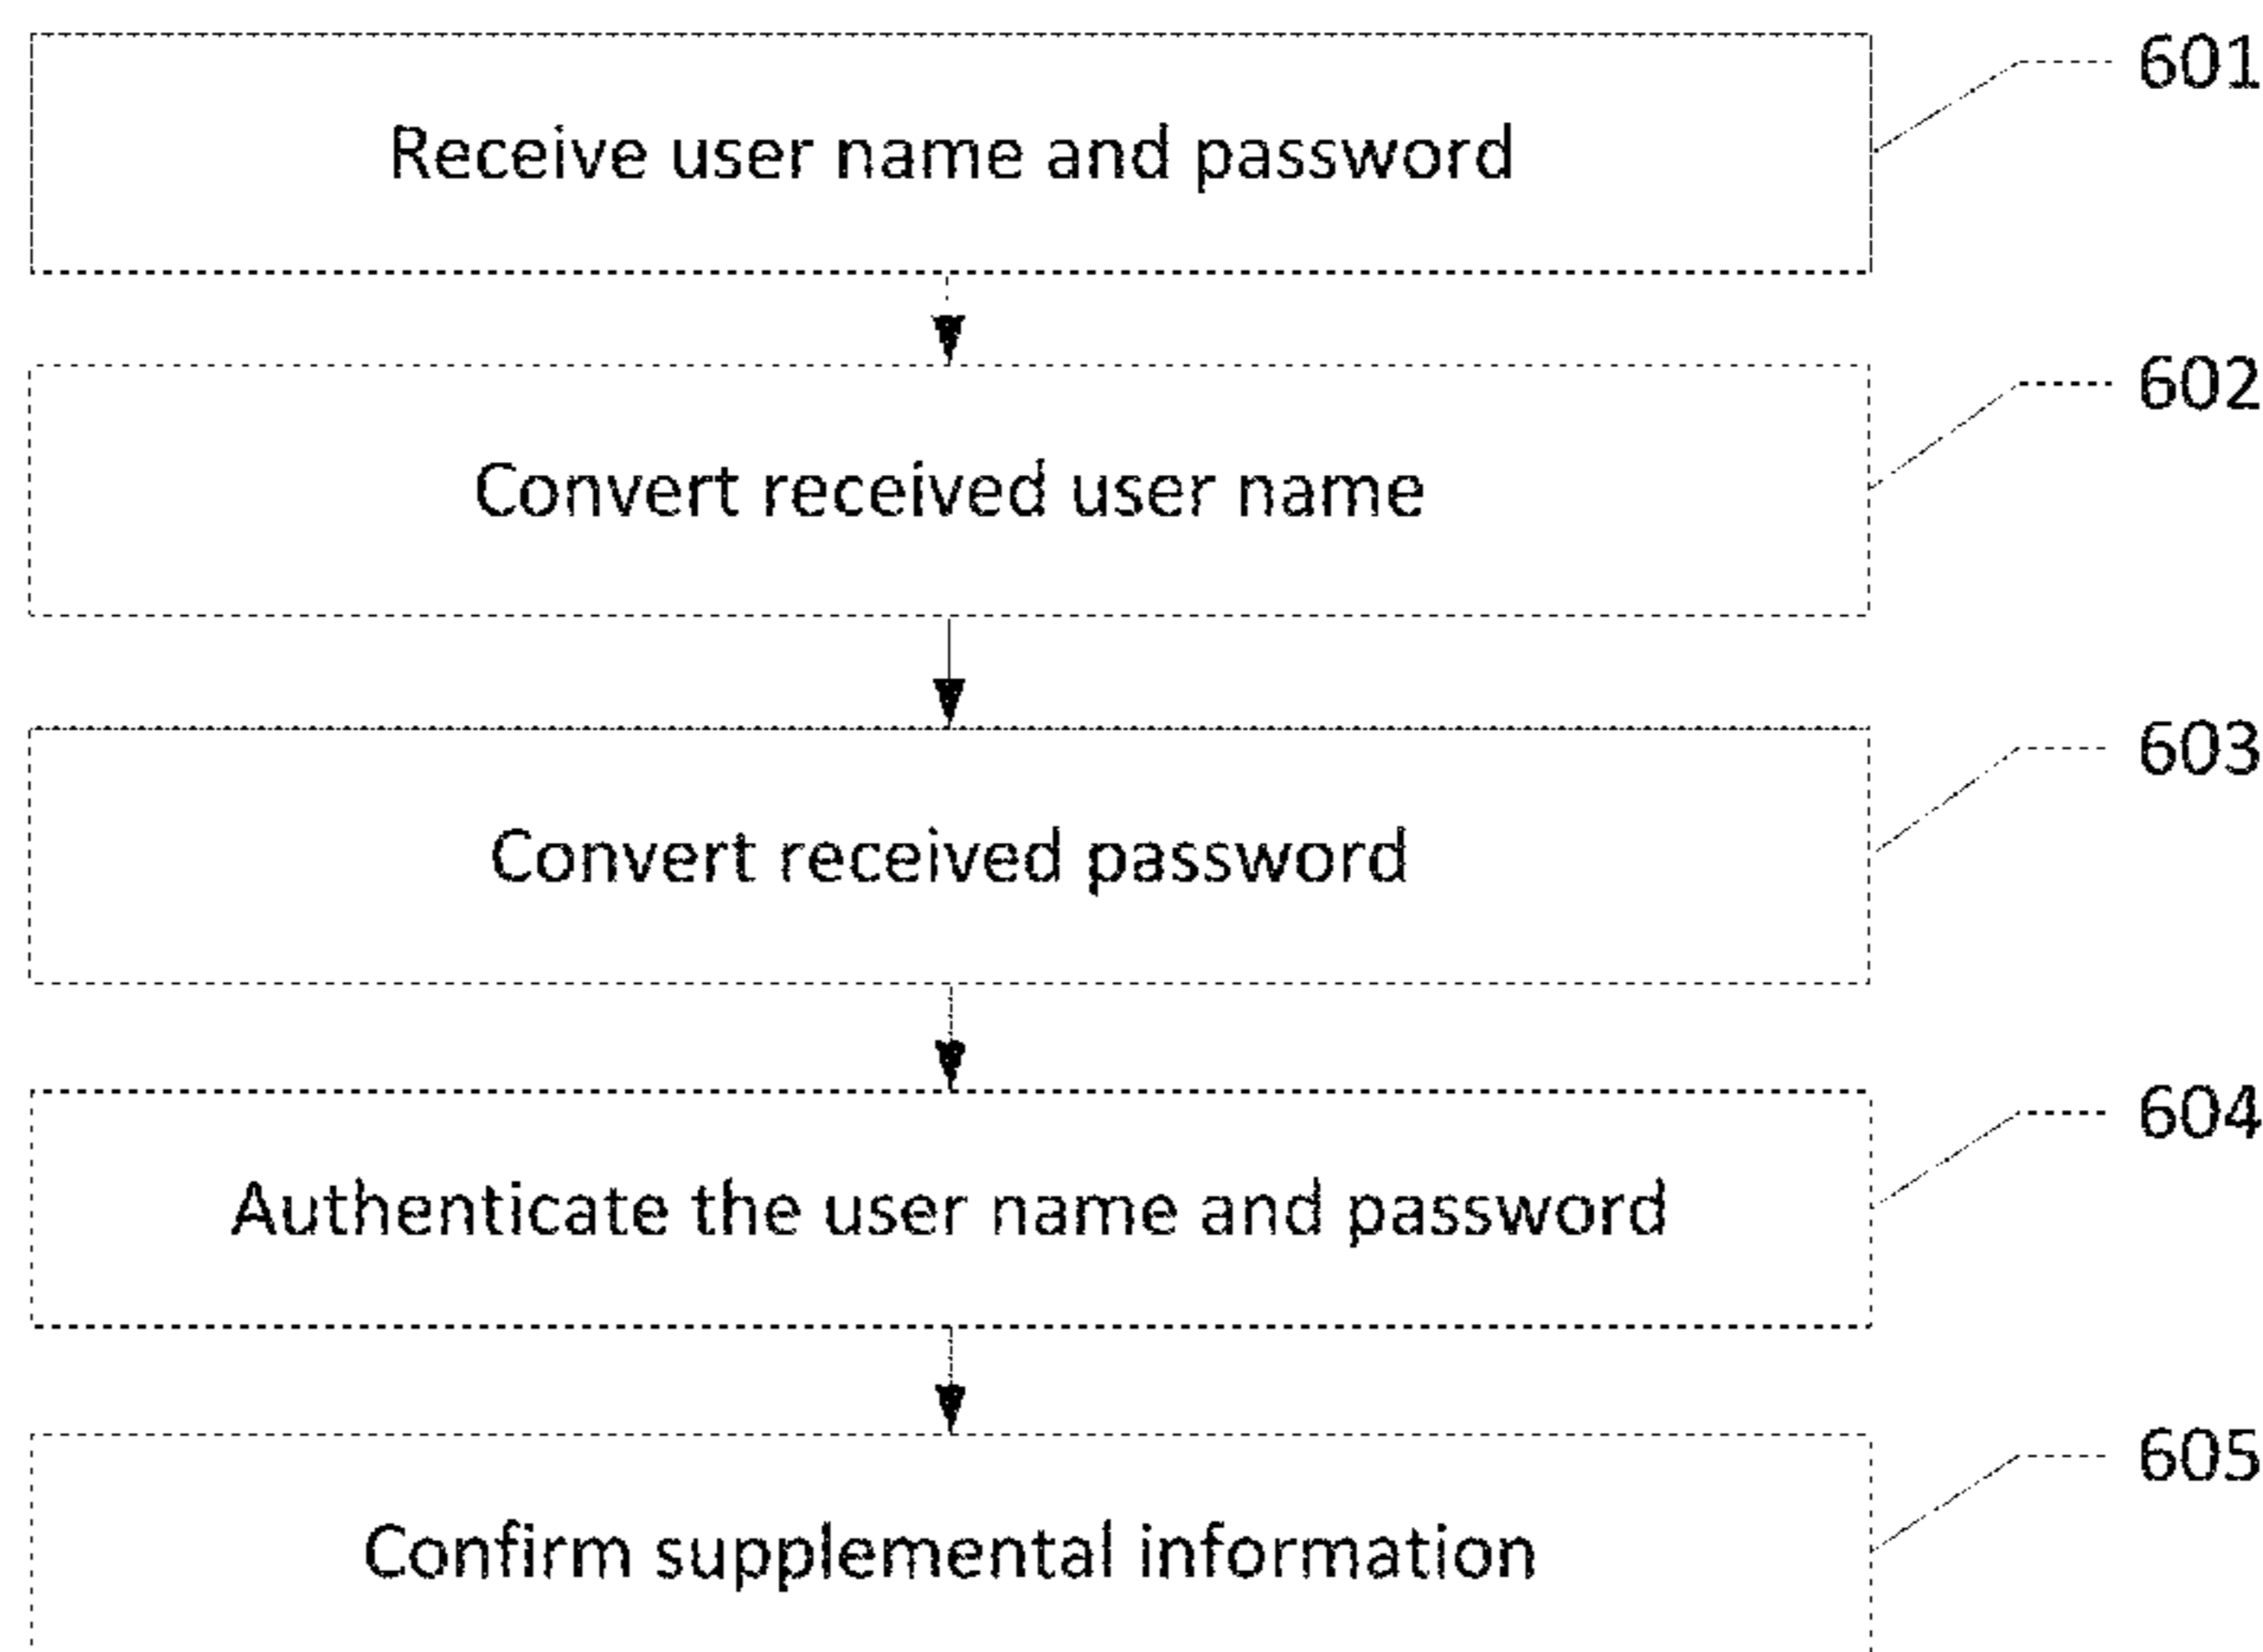 601
Receive user name and password
602
Convert received user name
603
Convert received password
604
Authenticate the user name and password
605
Confirm supplemental information